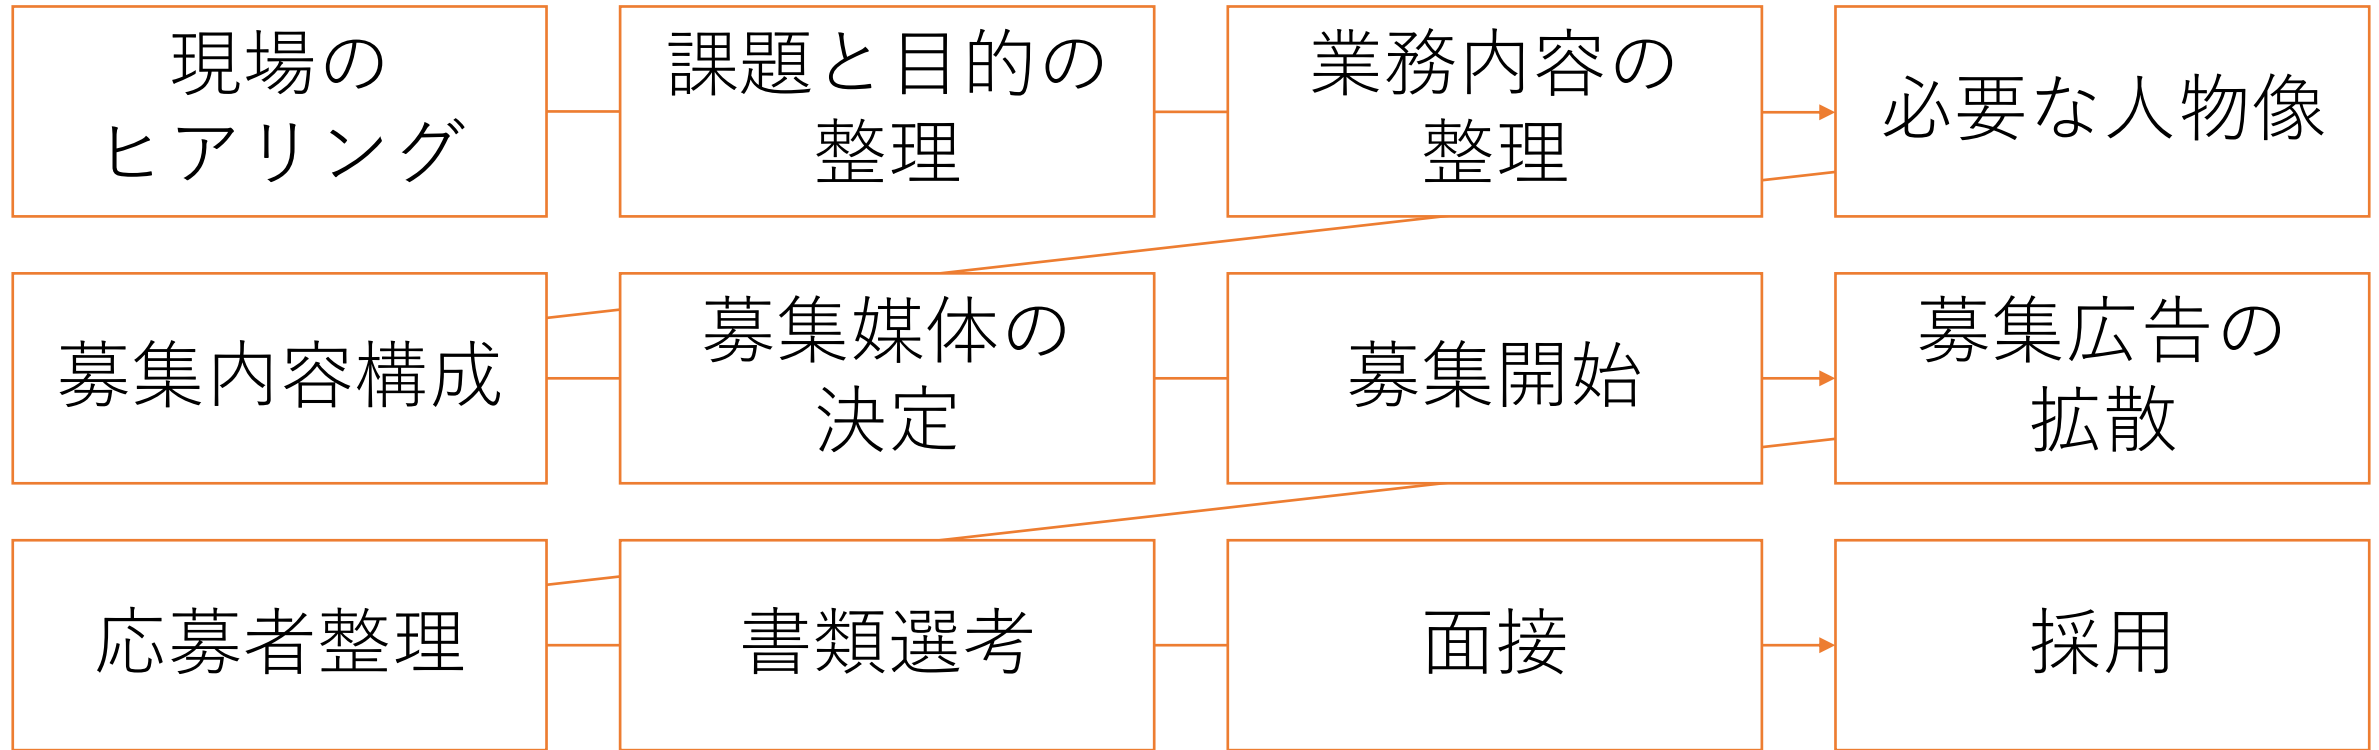 現場の
ヒアリング
課題と目的の
整理
業務内容の
整理
必要な人物像
募集内容構成
募集媒体の
決定
募集開始
募集広告の
拡散
応募者整理
書類選考
面接
採用